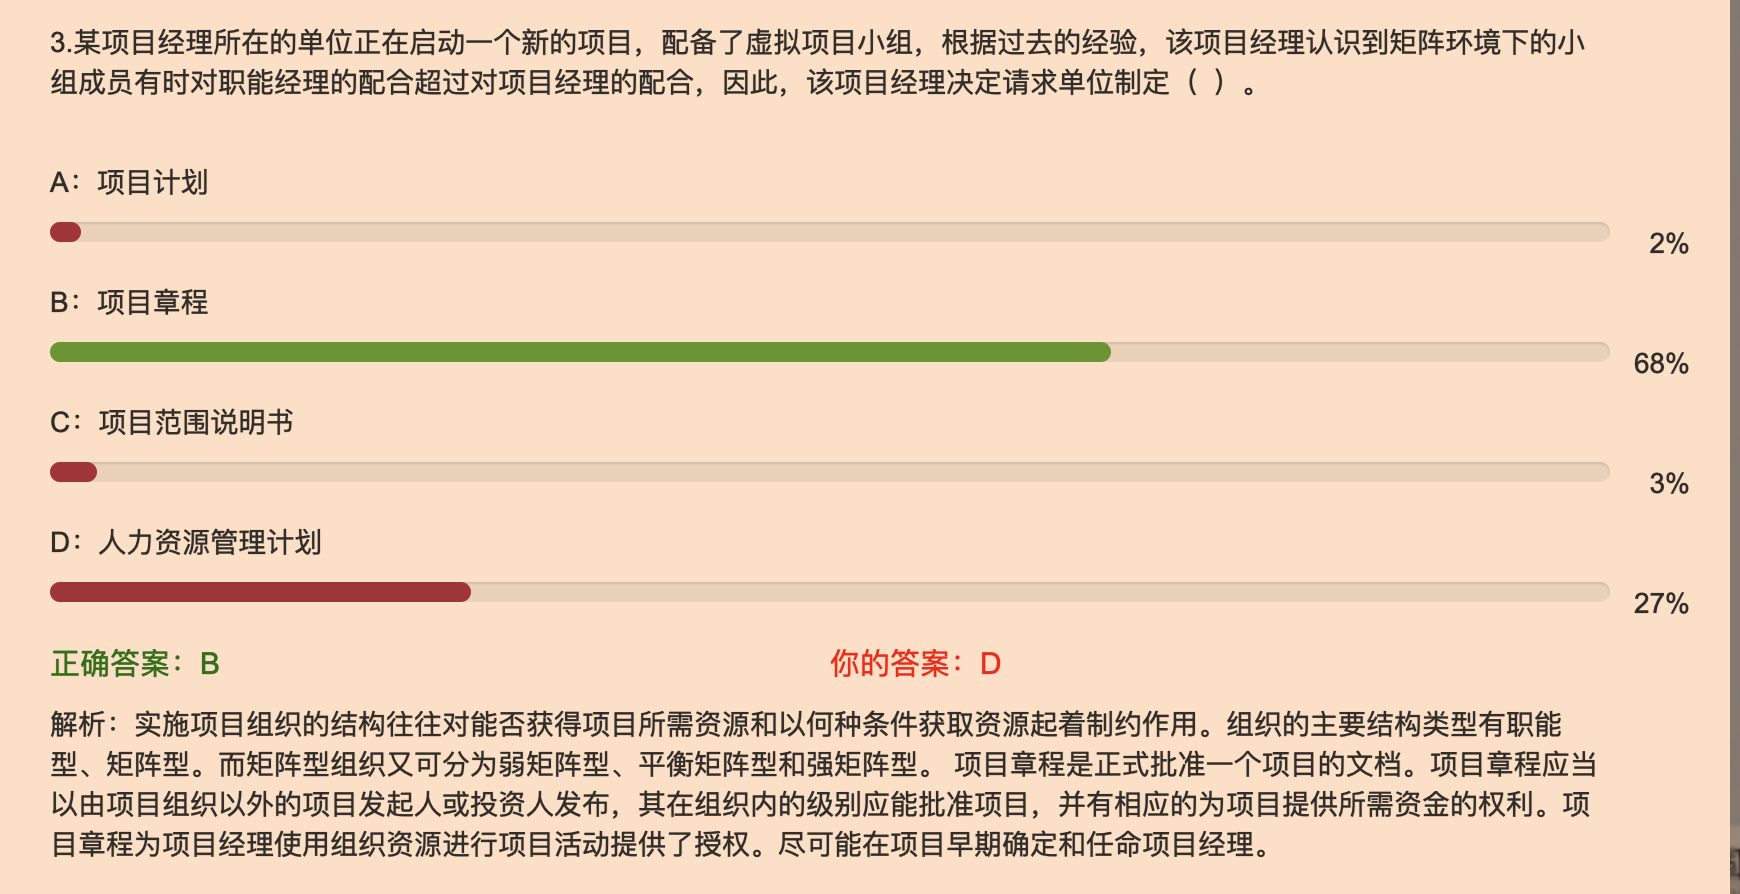 3.某项目经理所在的单位正在启动一个新的项目，配备了虚拟项目小组，根据过去的经验，该项目经理认识到矩阵环境下的小
组成员有时对职能经理的配合超过对项目经理的配合，因此，该项目经理决定请求单位制定（ ）。
A：项目计划
2%
B：项目章程
68%
C：项目范围说明书
3%
D：人力资源管理计划
27%
正确答案：B
你的答案：D
解析：实施项目组织的结构往往对能否获得项目所需资源和以何种条件获取资源起着制约作用。组织的主要结构类型有职能
型、矩阵型。而矩阵型组织又可分为弱矩阵型、平衡矩阵型和强矩阵型。 项目章程是正式批准一个项目的文档。项目章程应当
以由项目组织以外的项目发起人或投资人发布，其在组织内的级别应能批准项目，并有相应的为项目提供所需资金的权利。项
目章程为项目经理使用组织资源进行项目活动提供了授权。尽可能在项目早期确定和任命项目经理。